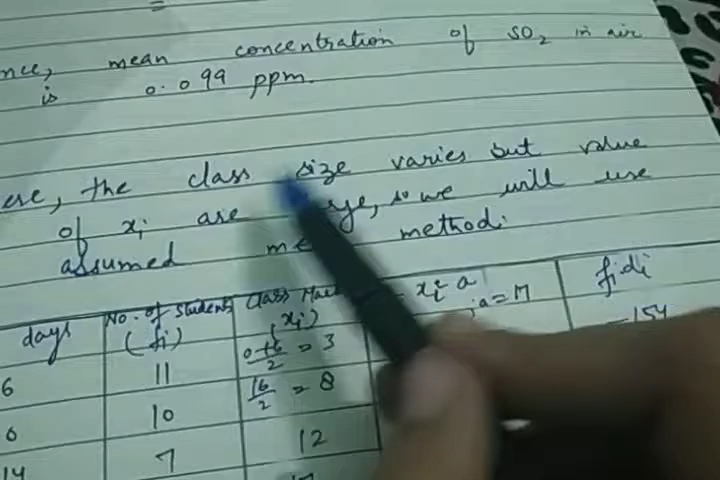 nce, mean concentration of SO2 in air
is 0.099 ppm.
ere, the class size varies but value
of xi are so we will use
assumed method:
days No. of Students (fi) Class (xi) xi - a ; a = 17 fidi
6 11 0+6/2 = 3 -154
6 10 16/2 = 8
14 7 12